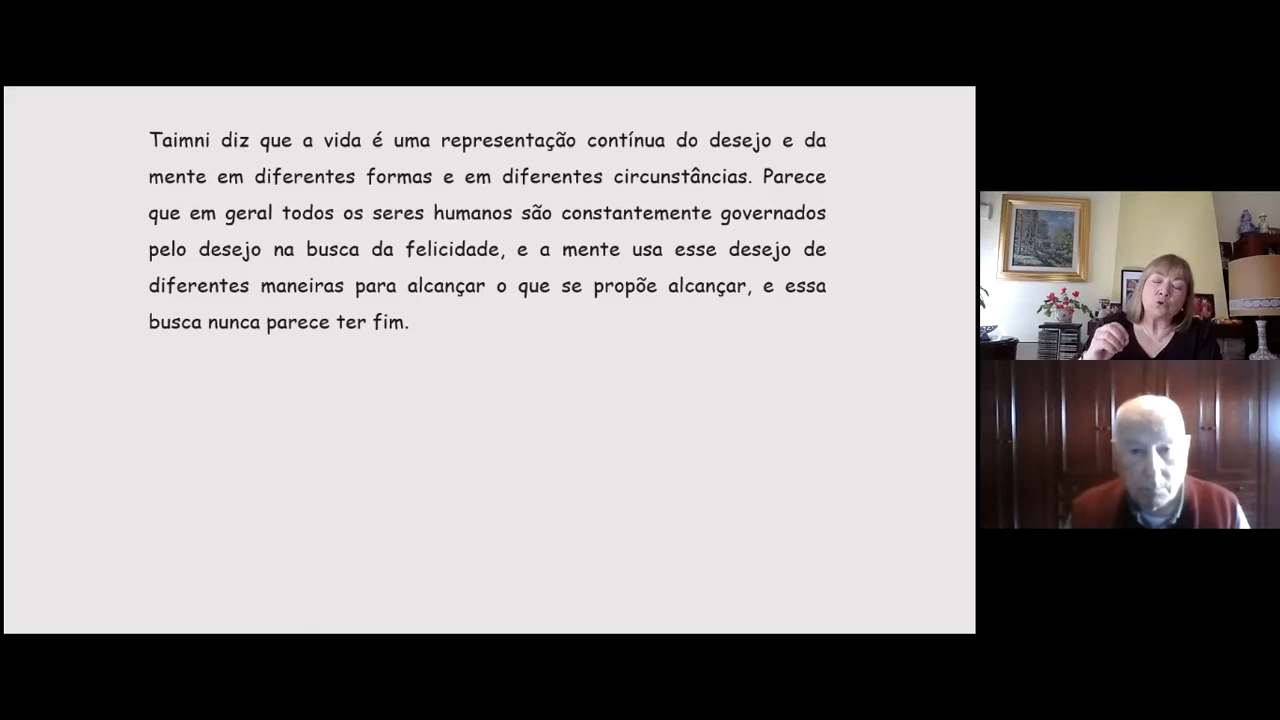 Taimni diz que a vida é uma representação contínua do desejo e da
mente em diferentes formas e em diferentes circunstâncias. Parece
que em geral todos os seres humanos são constantemente governados
pelo desejo na busca da felicidade, e a mente usa esse desejo de
diferentes maneiras para alcançar o que se propõe alcançar, e essa
busca nunca parece ter fim.